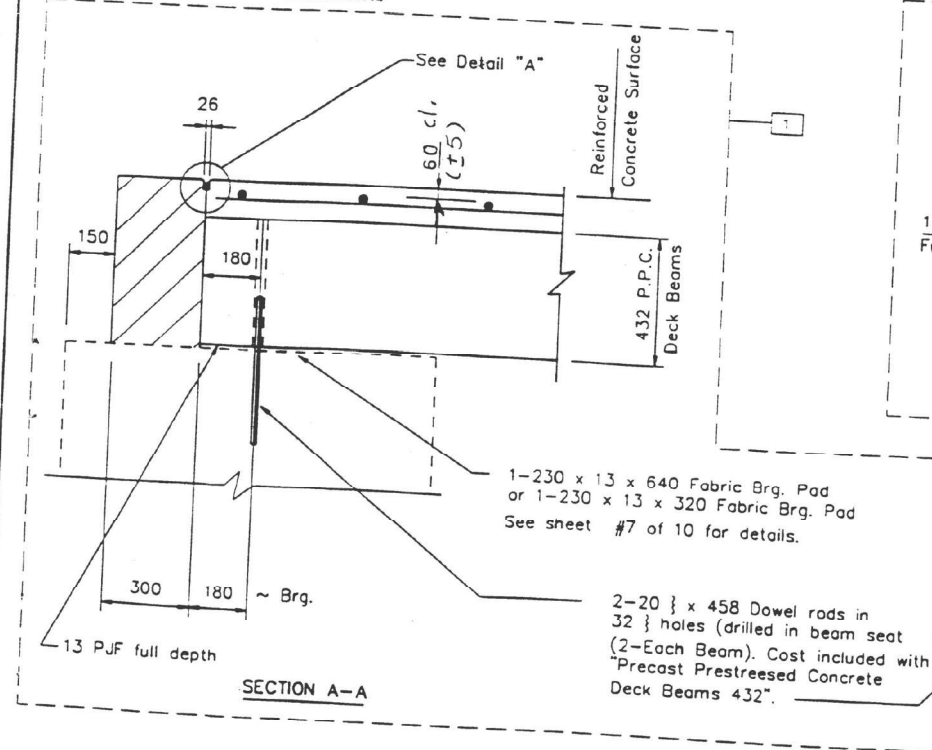 See Detail "A"
26
60 cl.
(±5)
Reinforced
Concrete Surface
1
150
180
432 P.P.C.
Deck Beams
1-230 x 13 x 640 Fabric Brg. Pad
or 1-230 x 13 x 320 Fabric Brg. Pad
See sheet #7 of 10 for details.
300
180
~ Brg.
2-20 } x 458 Dowel rods in
32 } holes (drilled in beam seat
(2-Each Beam). Cost included with
"Precast Prestreesed Concrete
Deck Beams 432".
13 PJF full depth
SECTION A-A